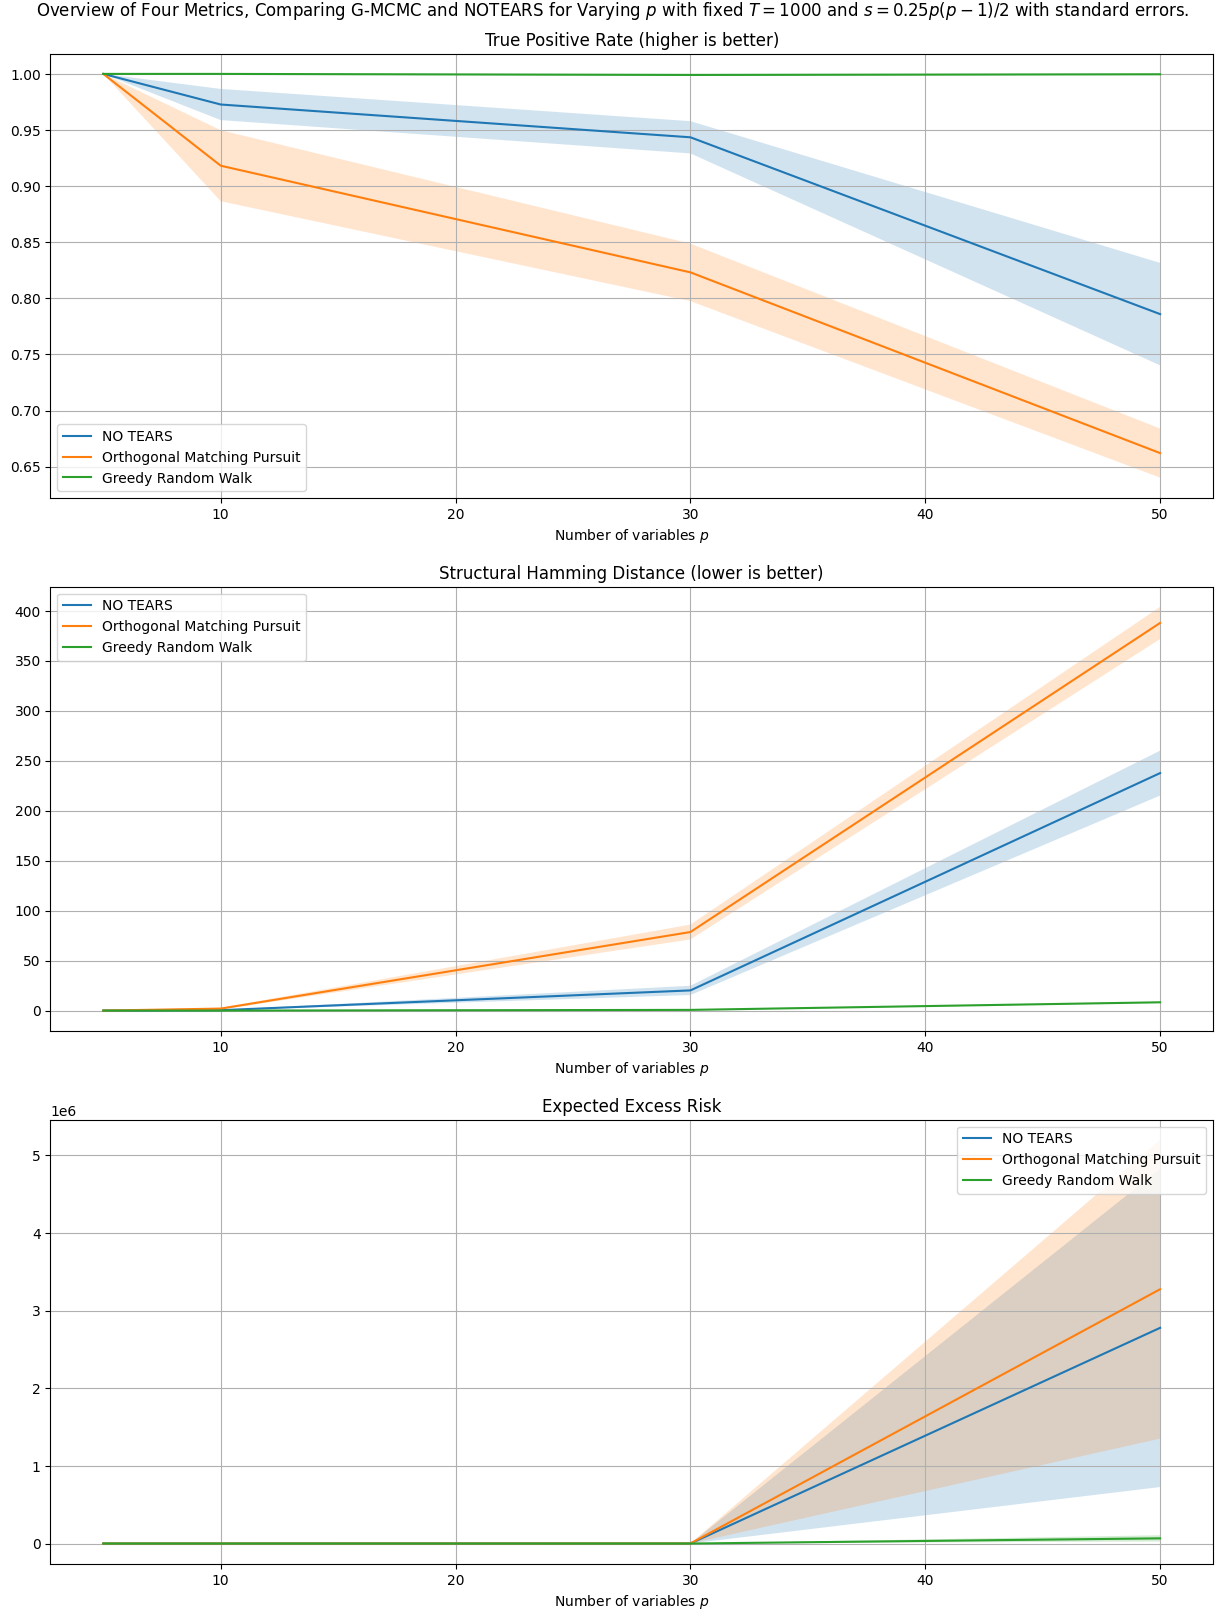 Overview of Four Metrics, Comparing G-MCMC and NOTEARS for Varying p with fixed T = 1000 and s = 0.25p(p − 1)/2 with standard errors.
True Positive Rate (higher is better)
1.00
0.95
0.90
0.85
0.80
0.75
0.70
0.65
NO TEARS
Orthogonal Matching Pursuit
Greedy Random Walk
10 20 30 40 50
Number of variables p
Structural Hamming Distance (lower is better)
NO TEARS
Orthogonal Matching Pursuit
Greedy Random Walk
400
350
300
250
200
150
100
50
0
10 20 30 40 50
Number of variables p
Expected Excess Risk
1e6
NO TEARS
Orthogonal Matching Pursuit
Greedy Random Walk
5
4
3
2
1
0
10 20 30 40 50
Number of variables p